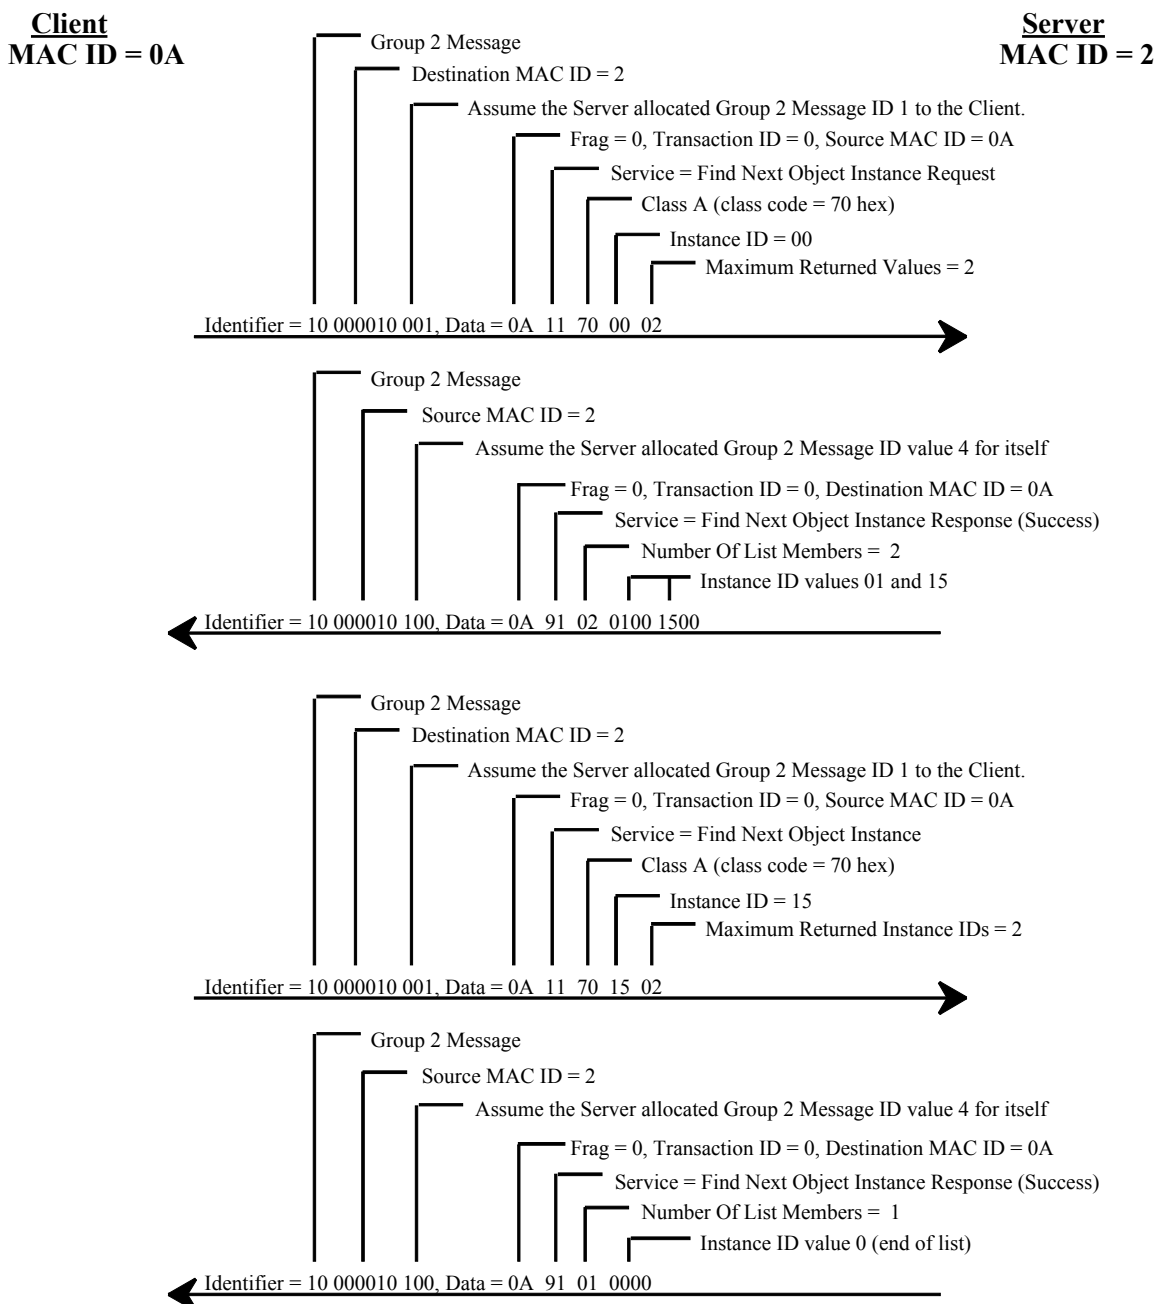 Client
MAC ID = 0A
Server
MAC ID = 2
Group 2 Message
Destination MAC ID = 2
Assume the Server allocated Group 2 Message ID 1 to the Client.
Frag = 0, Transaction ID = 0, Source MAC ID = 0A
Service = Find Next Object Instance Request
Class A (class code = 70 hex)
Instance ID = 00
Maximum Returned Values = 2
Identifier = 10 000010 001, Data = 0A 11 70 00 02
Group 2 Message
Source MAC ID = 2
Assume the Server allocated Group 2 Message ID value 4 for itself
Frag = 0, Transaction ID = 0, Destination MAC ID = 0A
Service = Find Next Object Instance Response (Success)
Number Of List Members = 2
Instance ID values 01 and 15
Identifier = 10 000010 100, Data = 0A 91 02 0100 1500
Group 2 Message
Destination MAC ID = 2
Assume the Server allocated Group 2 Message ID 1 to the Client.
Frag = 0, Transaction ID = 0, Source MAC ID = 0A
Service = Find Next Object Instance
Class A (class code = 70 hex)
Instance ID = 15
Maximum Returned Instance IDs = 2
Identifier = 10 000010 001, Data = 0A 11 70 15 02
Group 2 Message
Source MAC ID = 2
Assume the Server allocated Group 2 Message ID value 4 for itself
Frag = 0, Transaction ID = 0, Destination MAC ID = 0A
Service = Find Next Object Instance Response (Success)
Number Of List Members = 1
Instance ID value 0 (end of list)
Identifier = 10 000010 100, Data = 0A 91 01 0000